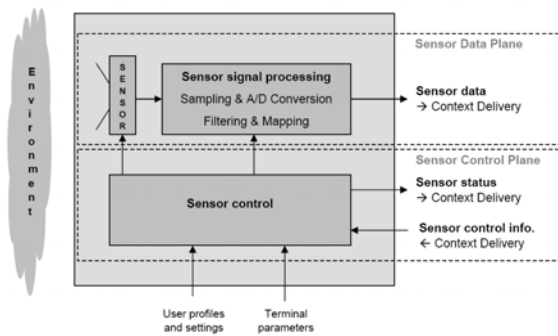 Sensor Data Plane
Environment
SENSOR
Sensor signal processing
Sampling & A/D Conversion
Filtering & Mapping
Sensor data
→ Context Delivery
Sensor Control Plane
Sensor control
Sensor status
→ Context Delivery
Sensor control info.
← Context Delivery
User profiles
and settings
Terminal
parameters